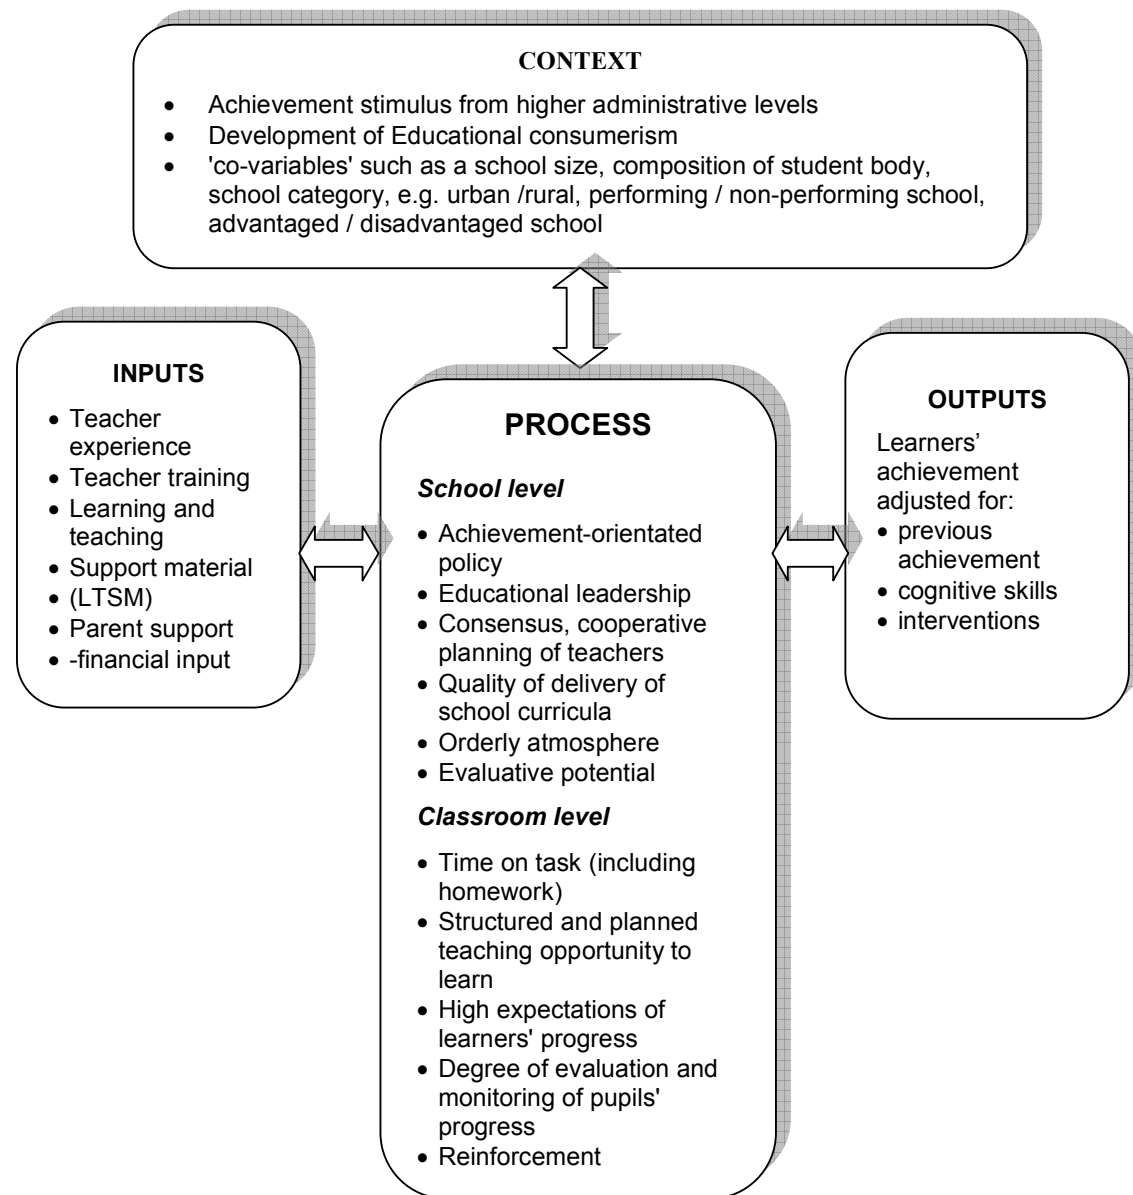 CONTEXT
• Achievement stimulus from higher administrative levels
• Development of Educational consumerism
• 'co-variables' such as a school size, composition of student body,
school category, e.g. urban /rural, performing / non-performing school,
advantaged / disadvantaged school
INPUTS
• Teacher
experience
• Teacher training
• Learning and
teaching
• Support material
• (LTSM)
• Parent support
• -financial input
PROCESS
School level
• Achievement-orientated
policy
• Educational leadership
• Consensus, cooperative
planning of teachers
• Quality of delivery of
school curricula
• Orderly atmosphere
• Evaluative potential
Classroom level
• Time on task (including
homework)
• Structured and planned
teaching opportunity to
learn
• High expectations of
learners' progress
• Degree of evaluation and
monitoring of pupils'
progress
• Reinforcement
OUTPUTS
Learners’
achievement
adjusted for:
• previous
achievement
• cognitive skills
• interventions